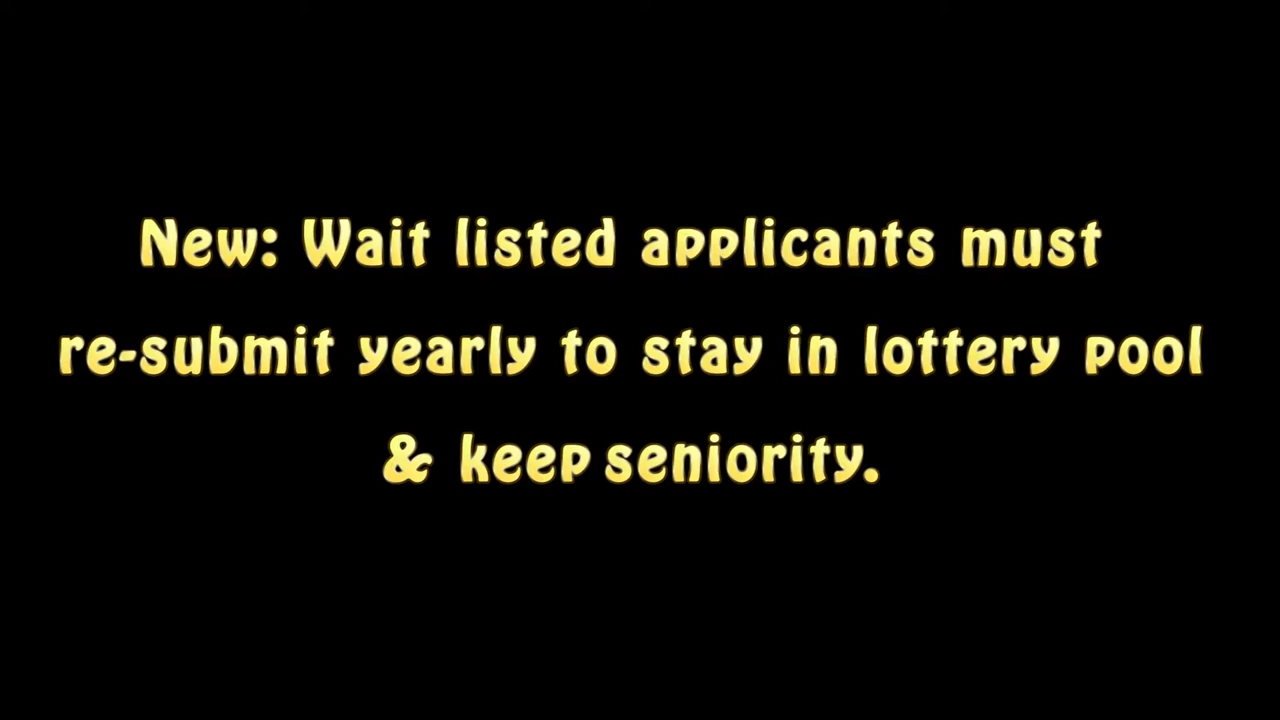 New: Wait listed applicants must
re-submit yearly to stay in lottery pool
& keep seniority.